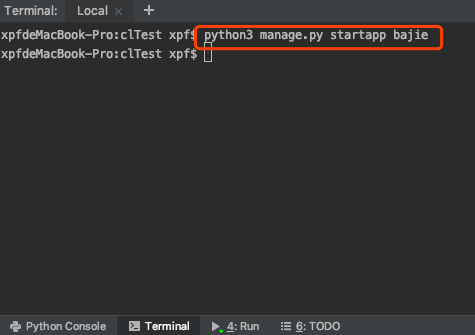 Terminal: Local × +
xpfdeMacBook-Pro:clTest xpf$ python3 manage.py startapp bajie
xpfdeMacBook-Pro:clTest xpf$
Python Console Terminal 4: Run 6: TODO